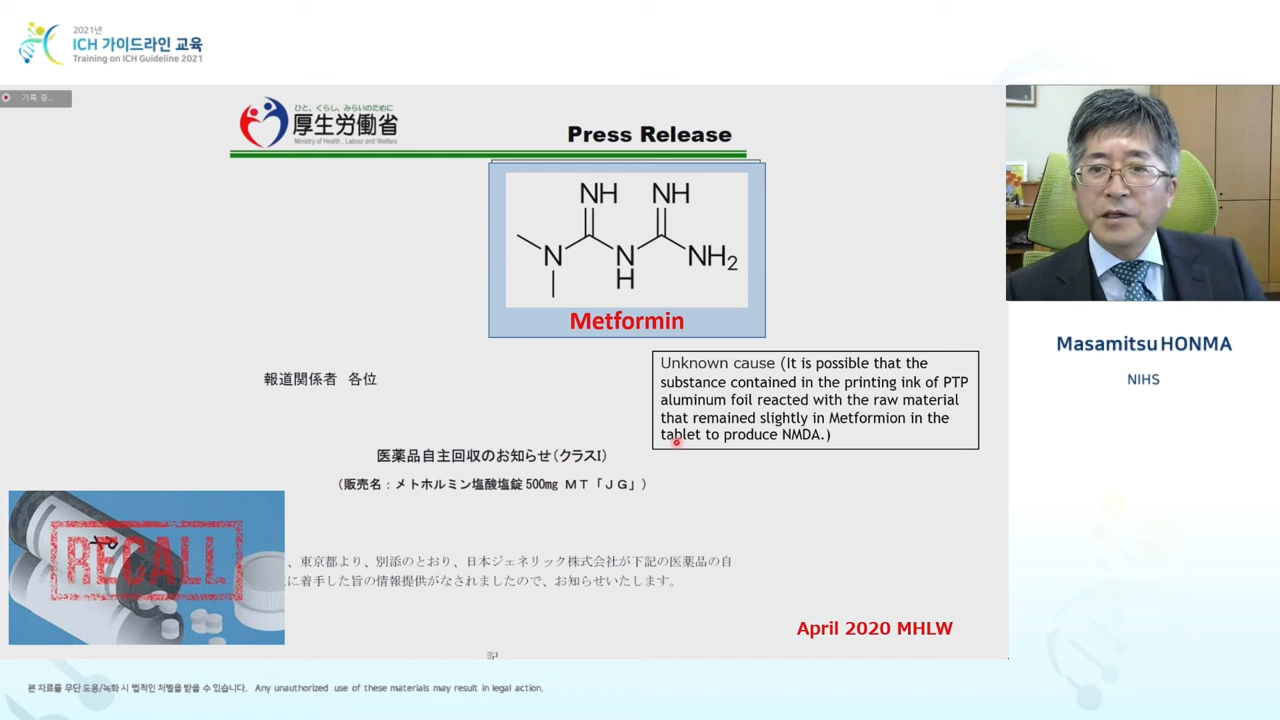 2021년
ICH 가이드라인 교육
Training on ICH Guideline 2021
기록 중...
ひと、くらし、みらいのために
厚生労働省
Ministry of Health, Labour and Welfare
Press Release
NH NH
N N NH2
H
Metformin
Unknown cause (It is possible that the
substance contained in the printing ink of PTP
aluminum foil reacted with the raw material
that remained slightly in Metformion in the
tablet to produce NMDA.)
報道関係者 各位
医薬品自主回収のお知らせ(クラスⅠ)
(販売名:メトホルミン塩酸塩錠500mg MT「JG」)
RECALL
、東京都より、別添のとおり、日本ジェネリック株式会社が下記の医薬品の自
に着手した旨の情報提供がなされましたので、お知らせいたします。
April 2020 MHLW
記
Masamitsu HONMA
NIHS
본 자료를 무단 도용/녹화 시 법적인 처벌을 받을 수 있습니다. Any unauthorized use of these materials may result in legal action.